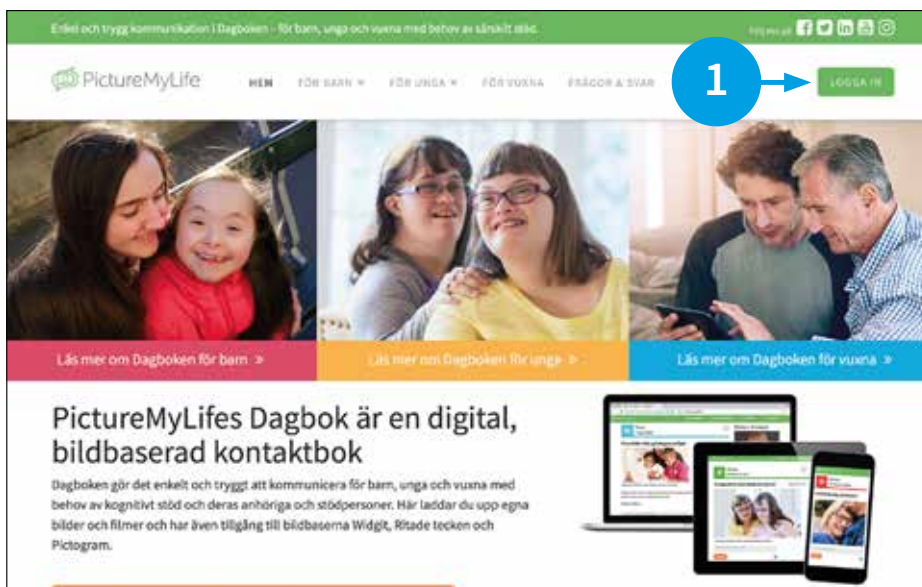 Enkel och trygg kommunikation i Dagboken – för barn, unga och vuxna med behov av särskilt stöd.
PictureMyLife
HEM FÖR BARN FÖR UNGA FÖR VUXNA FRÅGOR & SVAR
1
LOGGA IN
Läs mer om Dagboken för barn »
Läs mer om Dagboken för unga »
Läs mer om Dagboken för vuxna »
PictureMyLifes Dagbok är en digital,
bildbaserad kontaktbok
Dagboken gör det enkelt och tryggt att kommunicera för barn, unga och vuxna med
behov av kognitivt stöd och deras anhöriga och stödpersoner. Här laddar du upp egna
bilder och filmer och har även tillgång till bildbaserna Widgit, Ritade tecken och
Pictogram.